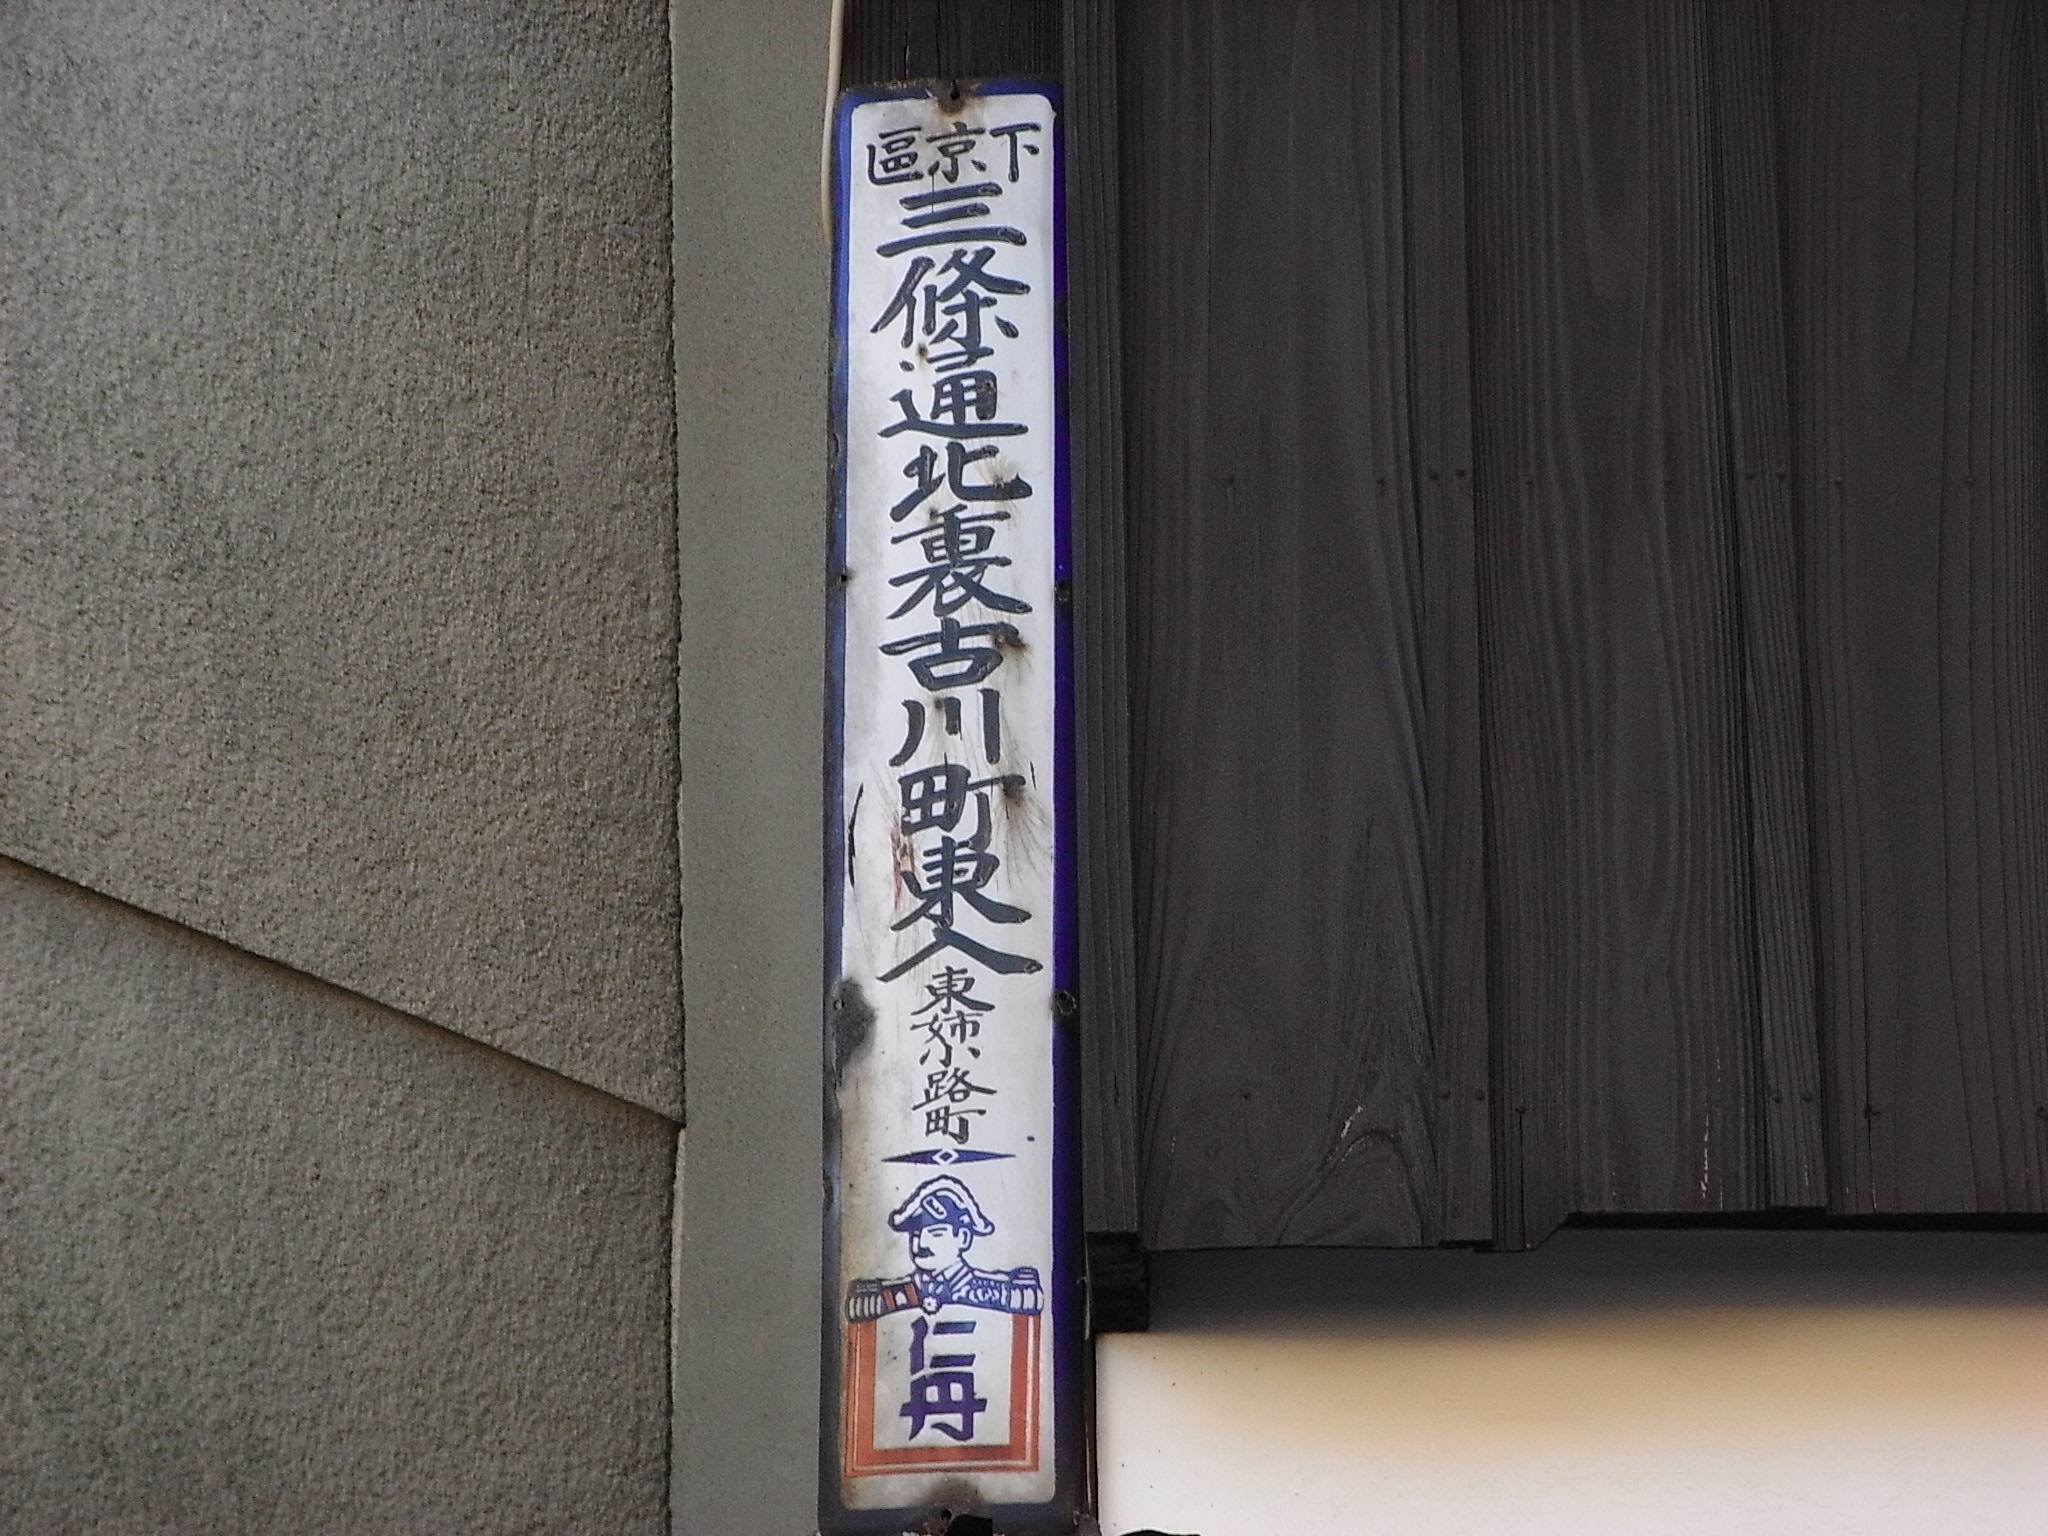 下京區
三條通北裏古川町東入
東姉小路町
仁丹